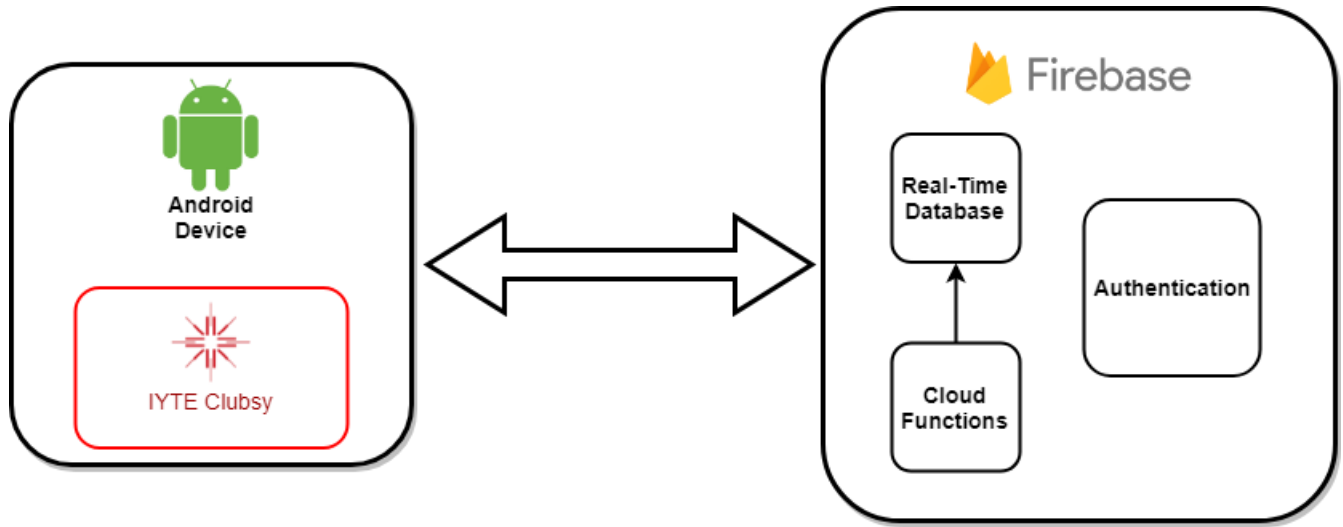 Android
Device
IYTE Clubsy
Firebase
Real-Time
Database
Authentication
Cloud
Functions